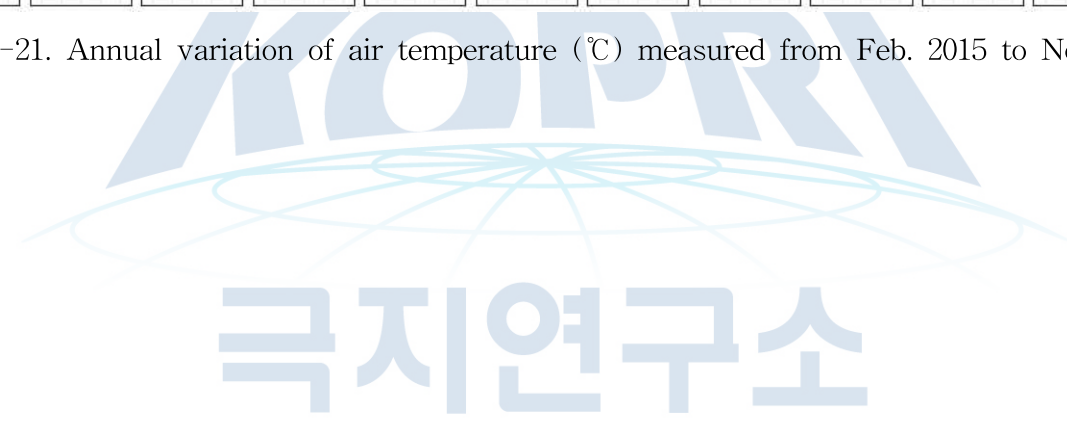 -21. Annual variation of air temperature (℃) measured from Feb. 2015 to
KOPRI
극지연구소